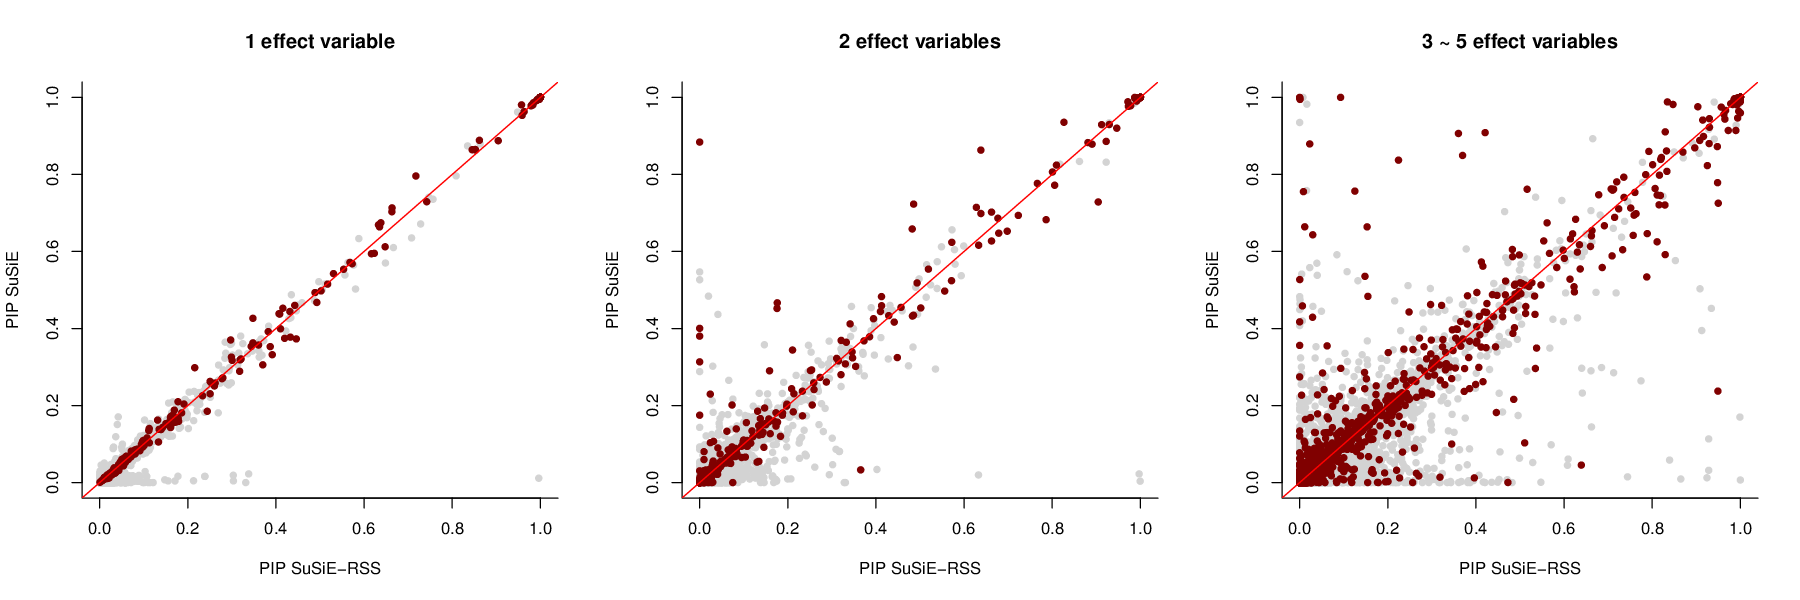 1 effect variable
PIP SuSiE
1.0
0.8
0.6
0.4
0.2
0.0
0.0 0.2 0.4 0.6 0.8 1.0
PIP SuSiE−RSS
2 effect variables
PIP SuSiE
1.0
0.8
0.6
0.4
0.2
0.0
0.0 0.2 0.4 0.6 0.8 1.0
PIP SuSiE−RSS
3 ~ 5 effect variables
PIP SuSiE
1.0
0.8
0.6
0.4
0.2
0.0
0.0 0.2 0.4 0.6 0.8 1.0
PIP SuSiE−RSS